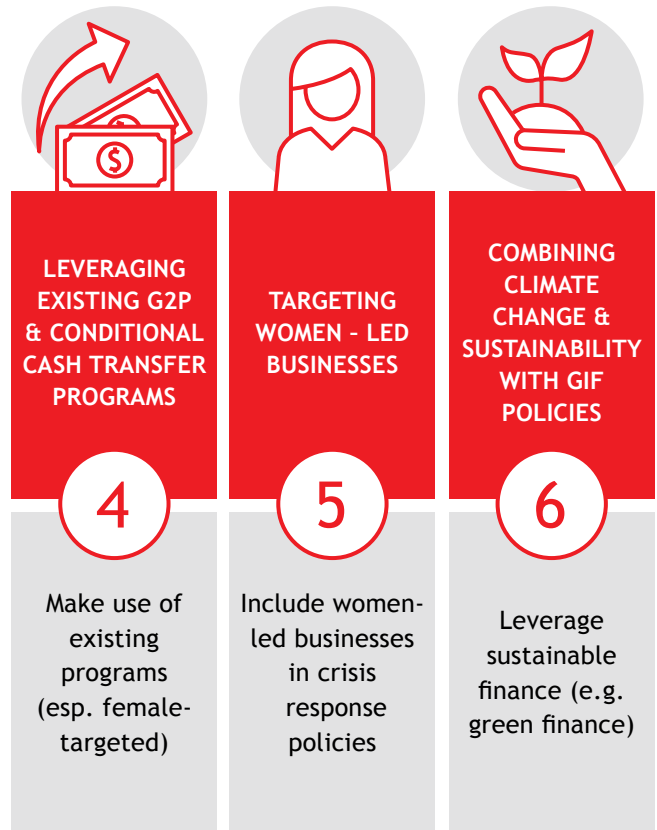 $
LEVERAGING
EXISTING G2P
& CONDITIONAL
CASH TRANSFER
PROGRAMS
4
Make use of
existing
programs
(esp. female-
targeted)
TARGETING
WOMEN – LED
BUSINESSES
5
Include women-
led businesses
in crisis
response
policies
COMBINING
CLIMATE
CHANGE &
SUSTAINABILITY
WITH GIF
POLICIES
6
Leverage
sustainable
finance (e.g.
green finance)